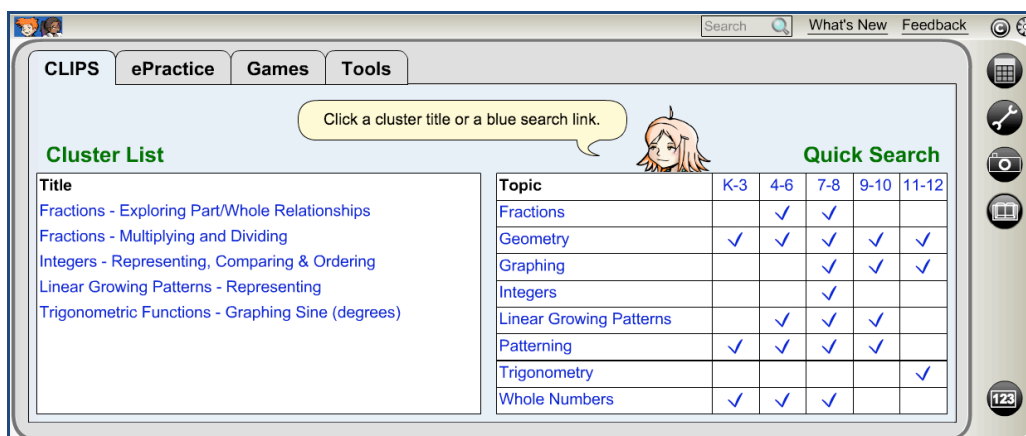 Search What's New Feedback ©
CLIPS ePractice Games Tools
Click a cluster title or a blue search link.
Cluster List
Quick Search
Title
Fractions - Exploring Part/Whole Relationships
Fractions - Multiplying and Dividing
Integers - Representing, Comparing & Ordering
Linear Growing Patterns - Representing
Trigonometric Functions - Graphing Sine (degrees)
Topic K-3 4-6 7-8 9-10 11-12
Fractions ✓ ✓
Geometry ✓ ✓ ✓ ✓ ✓
Graphing ✓ ✓ ✓
Integers ✓
Linear Growing Patterns ✓ ✓ ✓
Patterning ✓ ✓ ✓ ✓
Trigonometry ✓
Whole Numbers ✓ ✓ ✓
123